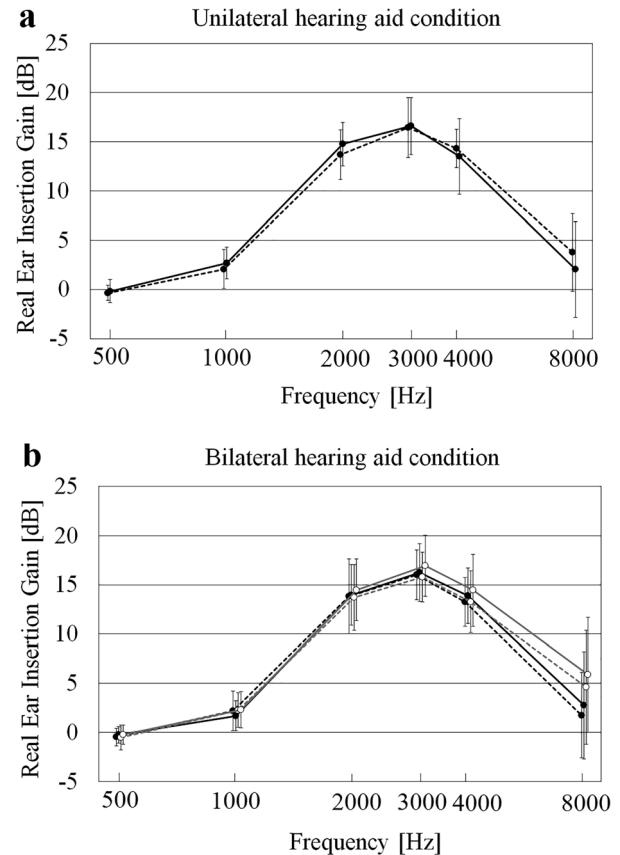 a
Unilateral hearing aid condition
Real Ear Insertion Gain [dB]
25
20
15
10
5
0
-5
500 1000 2000 3000 4000 8000
Frequency [Hz]
b
Bilateral hearing aid condition
Real Ear Insertion Gain [dB]
25
20
15
10
5
0
-5
500 1000 2000 3000 4000 8000
Frequency [Hz]